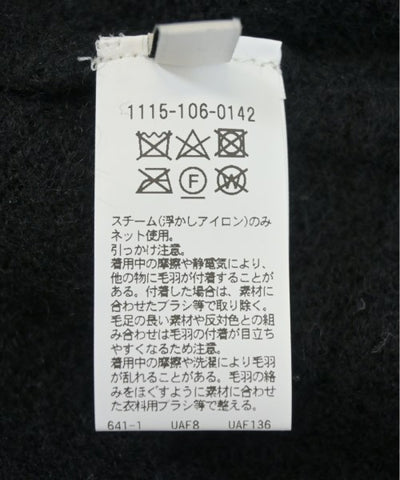 1115-106-0142
F W
スチーム(浮かしアイロン)のみ
ネット使用。
引っかけ注意。
着用中の摩擦や静電気により、
他の物に毛羽が付着することが
ある。付着した場合は、素材に
合わせたブラシ等で取り除く。
毛足の長い素材や反対色との組
み合わせは毛羽の付着が目立ち
やすくなるため注意。
着用中の摩擦や洗濯により毛羽
が乱れることがある。毛羽の絡
みをほぐすように素材に合わせ
た衣料用ブラシ等で整える。
641-1 UAF8 UAF136